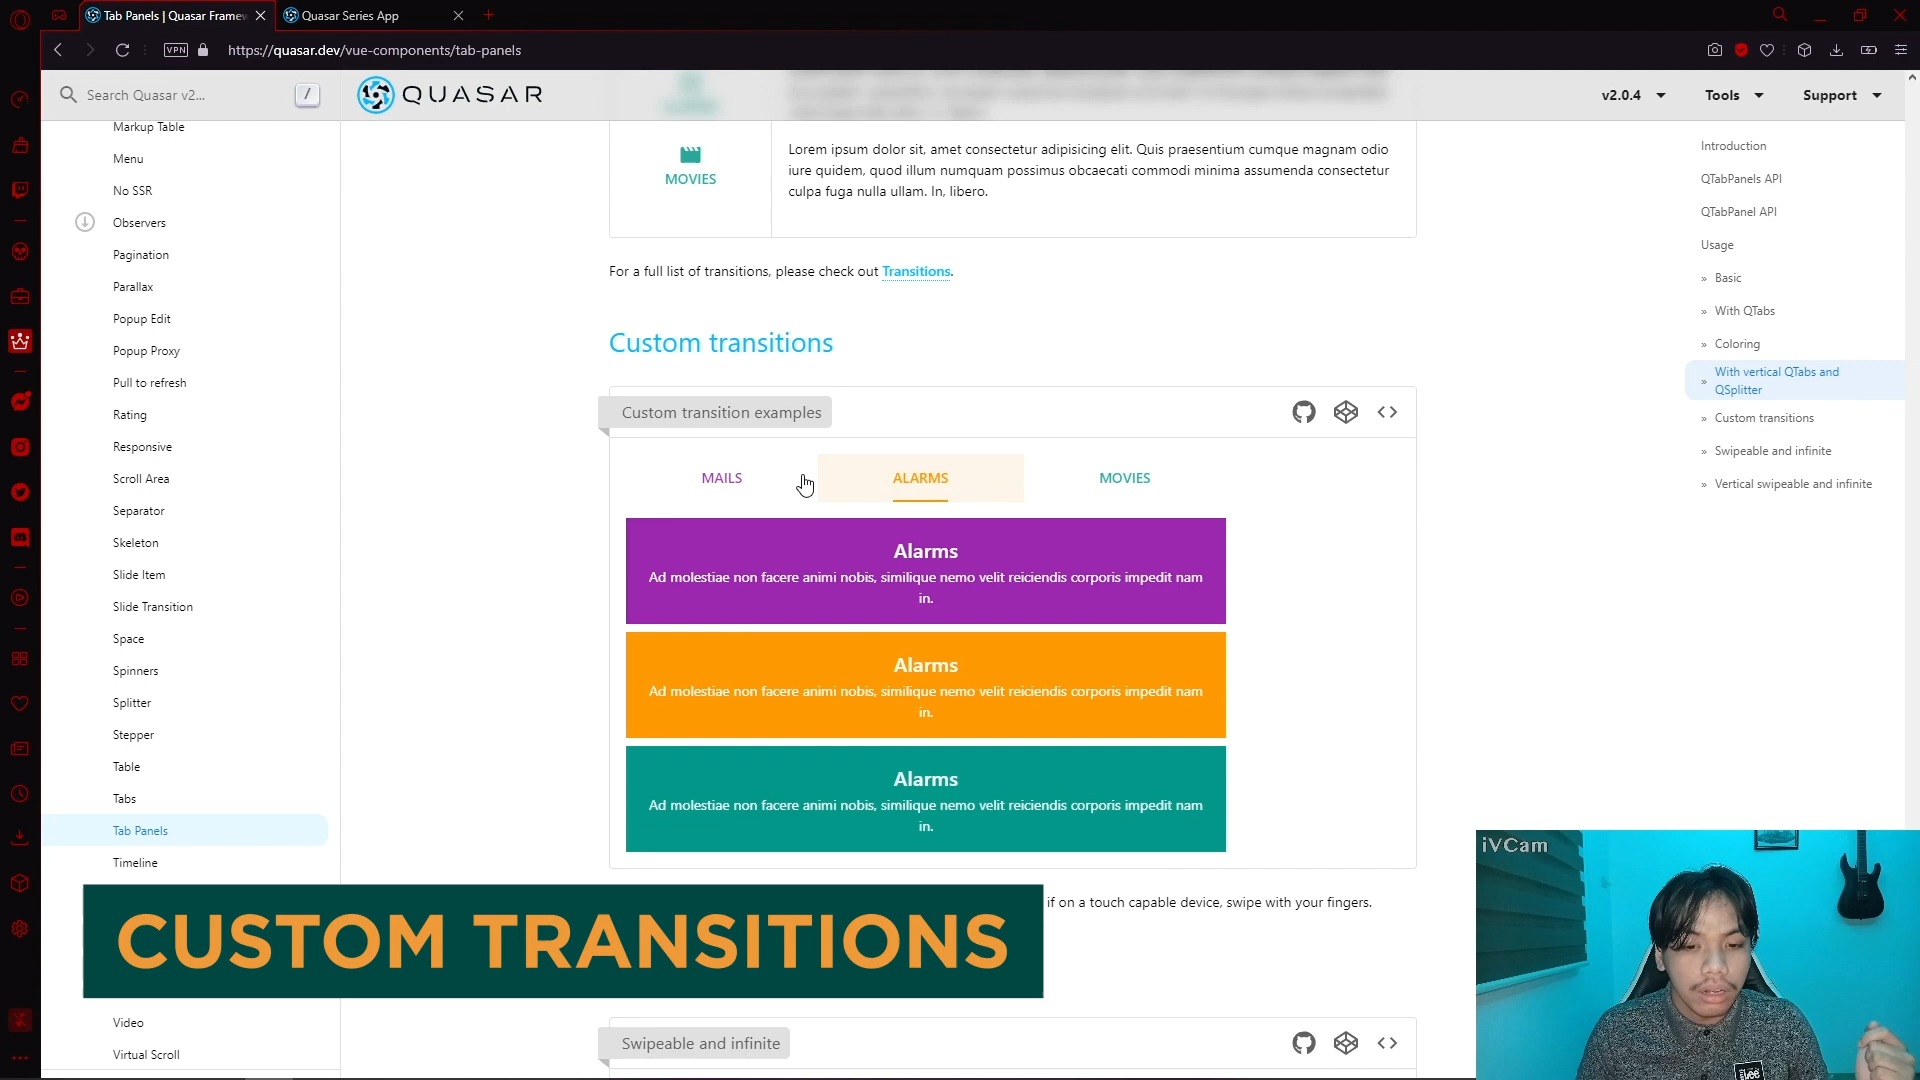 Tab Panels | Quasar Framew
Quasar Series App
VPN
https://quasar.dev/vue-components/tab-panels
Search Quasar v2...
/
QUASAR
v2.0.4
Tools
Support
Markup Table
Menu
No SSR
Observers
Pagination
Parallax
Popup Edit
Popup Proxy
Pull to refresh
Rating
Responsive
Scroll Area
Separator
Skeleton
Slide Item
Slide Transition
Space
Spinners
Splitter
Stepper
Table
Tabs
Tab Panels
Timeline
Video
Virtual Scroll
MOVIES
Lorem ipsum dolor sit, amet consectetur adipisicing elit. Quis praesentium cumque magnam odio
iure quidem, quod illum numquam possimus obcaecati commodi minima assumenda consectetur
culpa fuga nulla ullam. In, libero.
For a full list of transitions, please check out Transitions.
Custom transitions
Custom transition examples
MAILS
ALARMS
MOVIES
Alarms
Ad molestiae non facere animi nobis, similique nemo velit reiciendis corporis impedit nam
in.
Alarms
Ad molestiae non facere animi nobis, similique nemo velit reiciendis corporis impedit nam
in.
Alarms
Ad molestiae non facere animi nobis, similique nemo velit reiciendis corporis impedit nam
in.
if on a touch capable device, swipe with your fingers.
CUSTOM TRANSITIONS
Swipeable and infinite
Introduction
QTabPanels API
QTabPanel API
Usage
» Basic
» With QTabs
» Coloring
» With vertical QTabs and
QSplitter
» Custom transitions
» Swipeable and infinite
» Vertical swipeable and infinite
iVCam
Lee